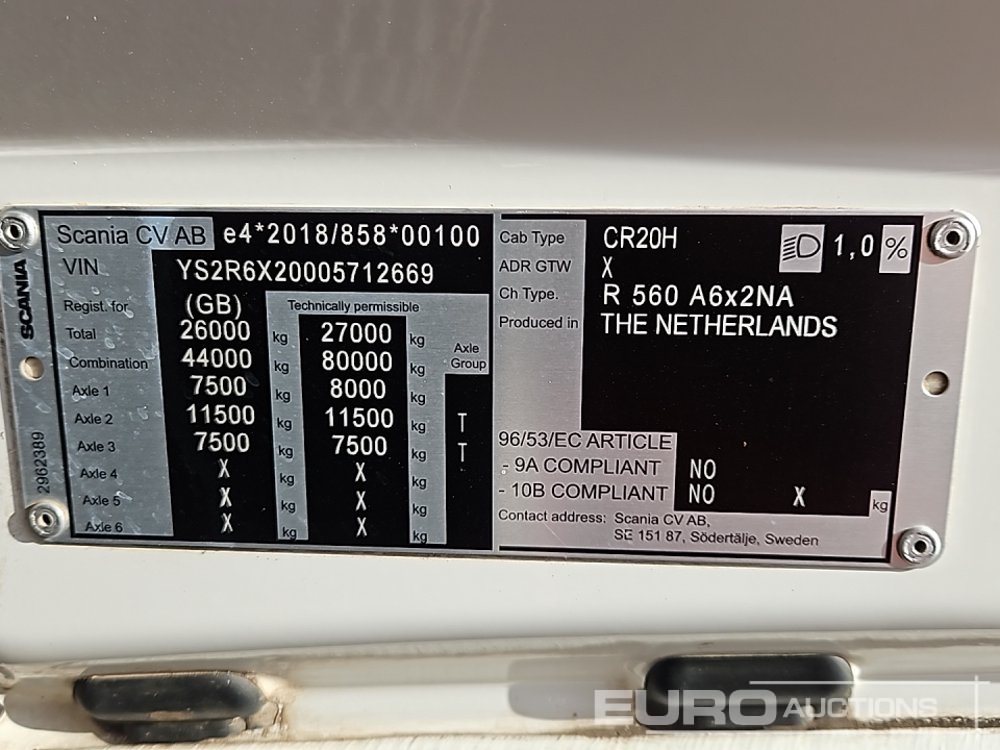 Scania CV AB e4*2018/858*00100
VIN YS2R6X20005712669
Regist. for (GB) Technically permissible
Total 26000 kg 27000 kg
Combination 44000 kg 80000 kg Axle Group
Axle 1 7500 kg 8000 kg
Axle 2 11500 kg 11500 kg T
Axle 3 7500 kg 7500 kg T
Axle 4 X kg X kg
Axle 5 X kg X kg
Axle 6 X kg X kg
SCANIA
2962389
Cab Type CR20H 1,0 %
ADR GTW X
Ch Type. R 560 A6x2NA
Produced in THE NETHERLANDS
96/53/EC ARTICLE
- 9A COMPLIANT NO
- 10B COMPLIANT NO X kg
Contact address: Scania CV AB,
SE 151 87, Södertälje, Sweden
EURO AUCTIONS